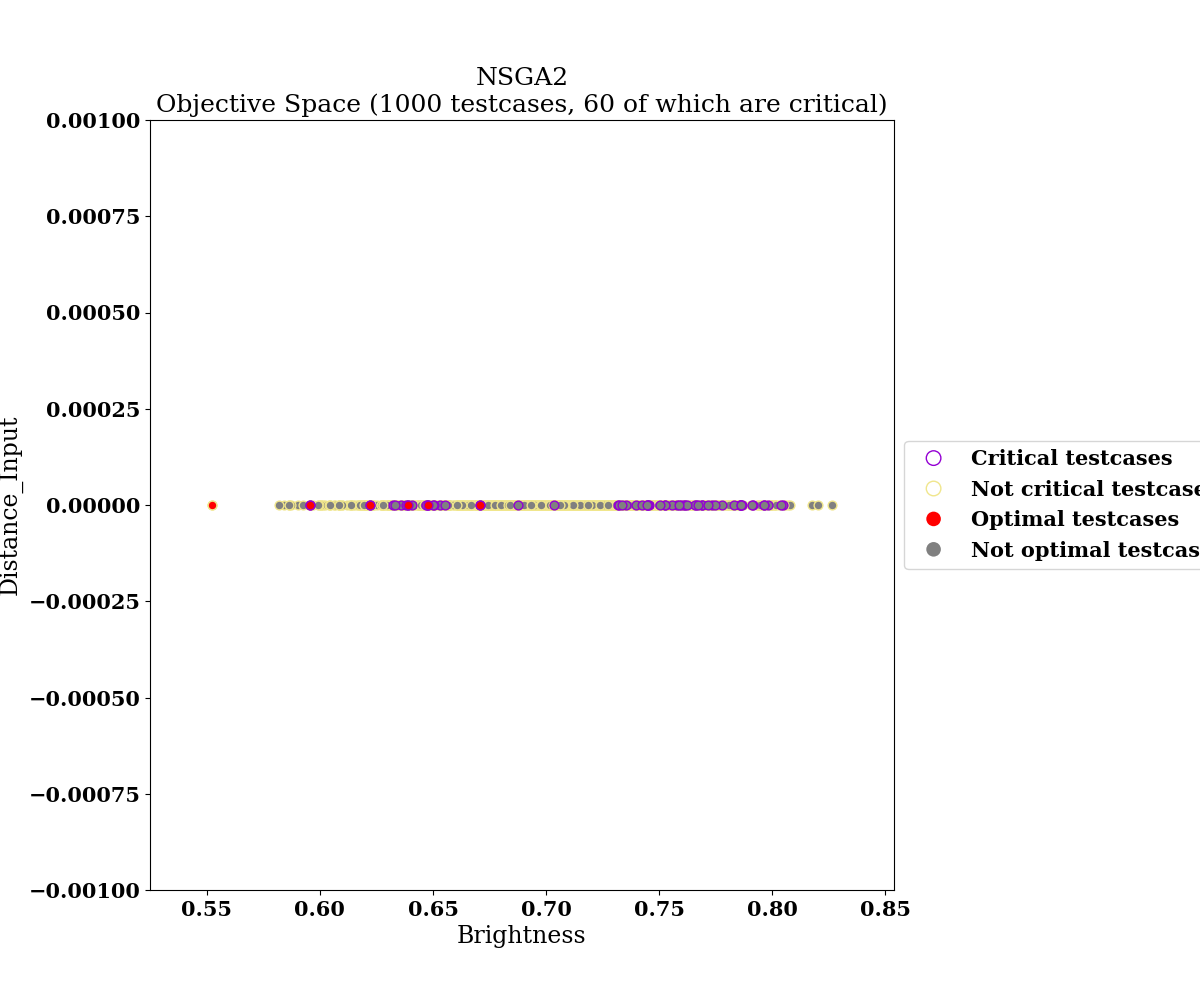 NSGA2
Objective Space (1000 testcases, 60 of which are critical)
0.00100
0.00075
0.00050
0.00025
0.00000
−0.00025
−0.00050
−0.00075
−0.00100
Distance_Input
0.55 0.60 0.65 0.70 0.75 0.80 0.85
Brightness
Critical testcases
Not critical testcase
Optimal testcases
Not optimal testcas